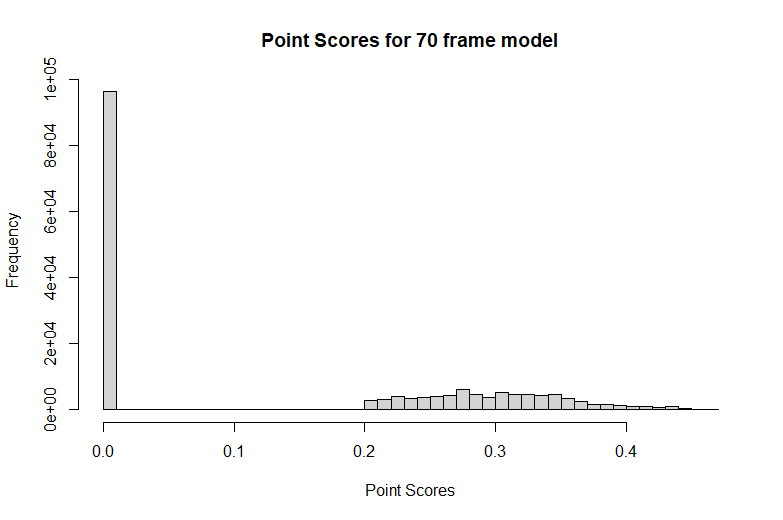 Point Scores for 70 frame model
Frequency
1e+05
8e+04
6e+04
4e+04
2e+04
0e+00
0.0 0.1 0.2 0.3 0.4
Point Scores